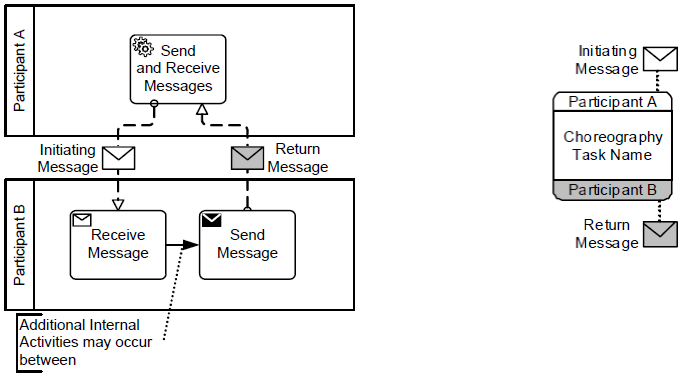 Participant A
Send
and Receive
Messages
Initiating
Message
Return
Message
Participant B
Receive
Message
Send
Message
Additional Internal
Activities may occur
between
Initiating
Message
Participant A
Choreography
Task Name
Participant B
Return
Message